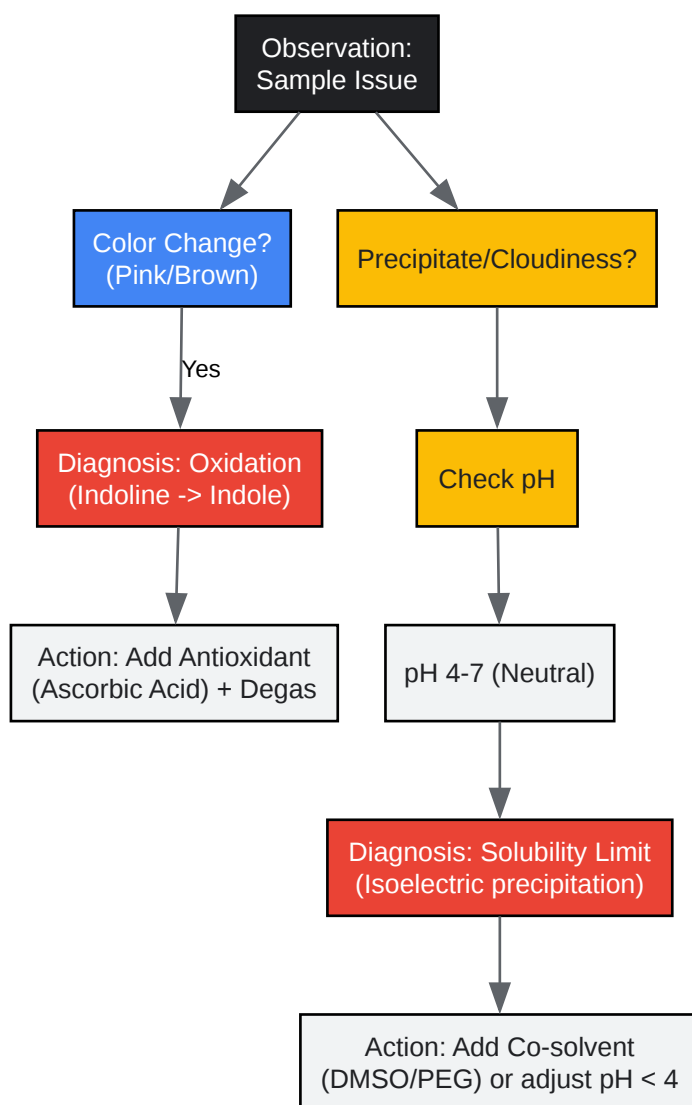 Observation:
Sample Issue
Color Change?
(Pink/Brown)
Precipitate/Cloudiness?
Yes
Diagnosis: Oxidation
(Indoline -> Indole)
Check pH
Action: Add Antioxidant
(Ascorbic Acid) + Degas
pH 4-7 (Neutral)
Diagnosis: Solubility Limit
(Isoelectric precipitation)
Action: Add Co-solvent
(DMSO/PEG) or adjust pH < 4